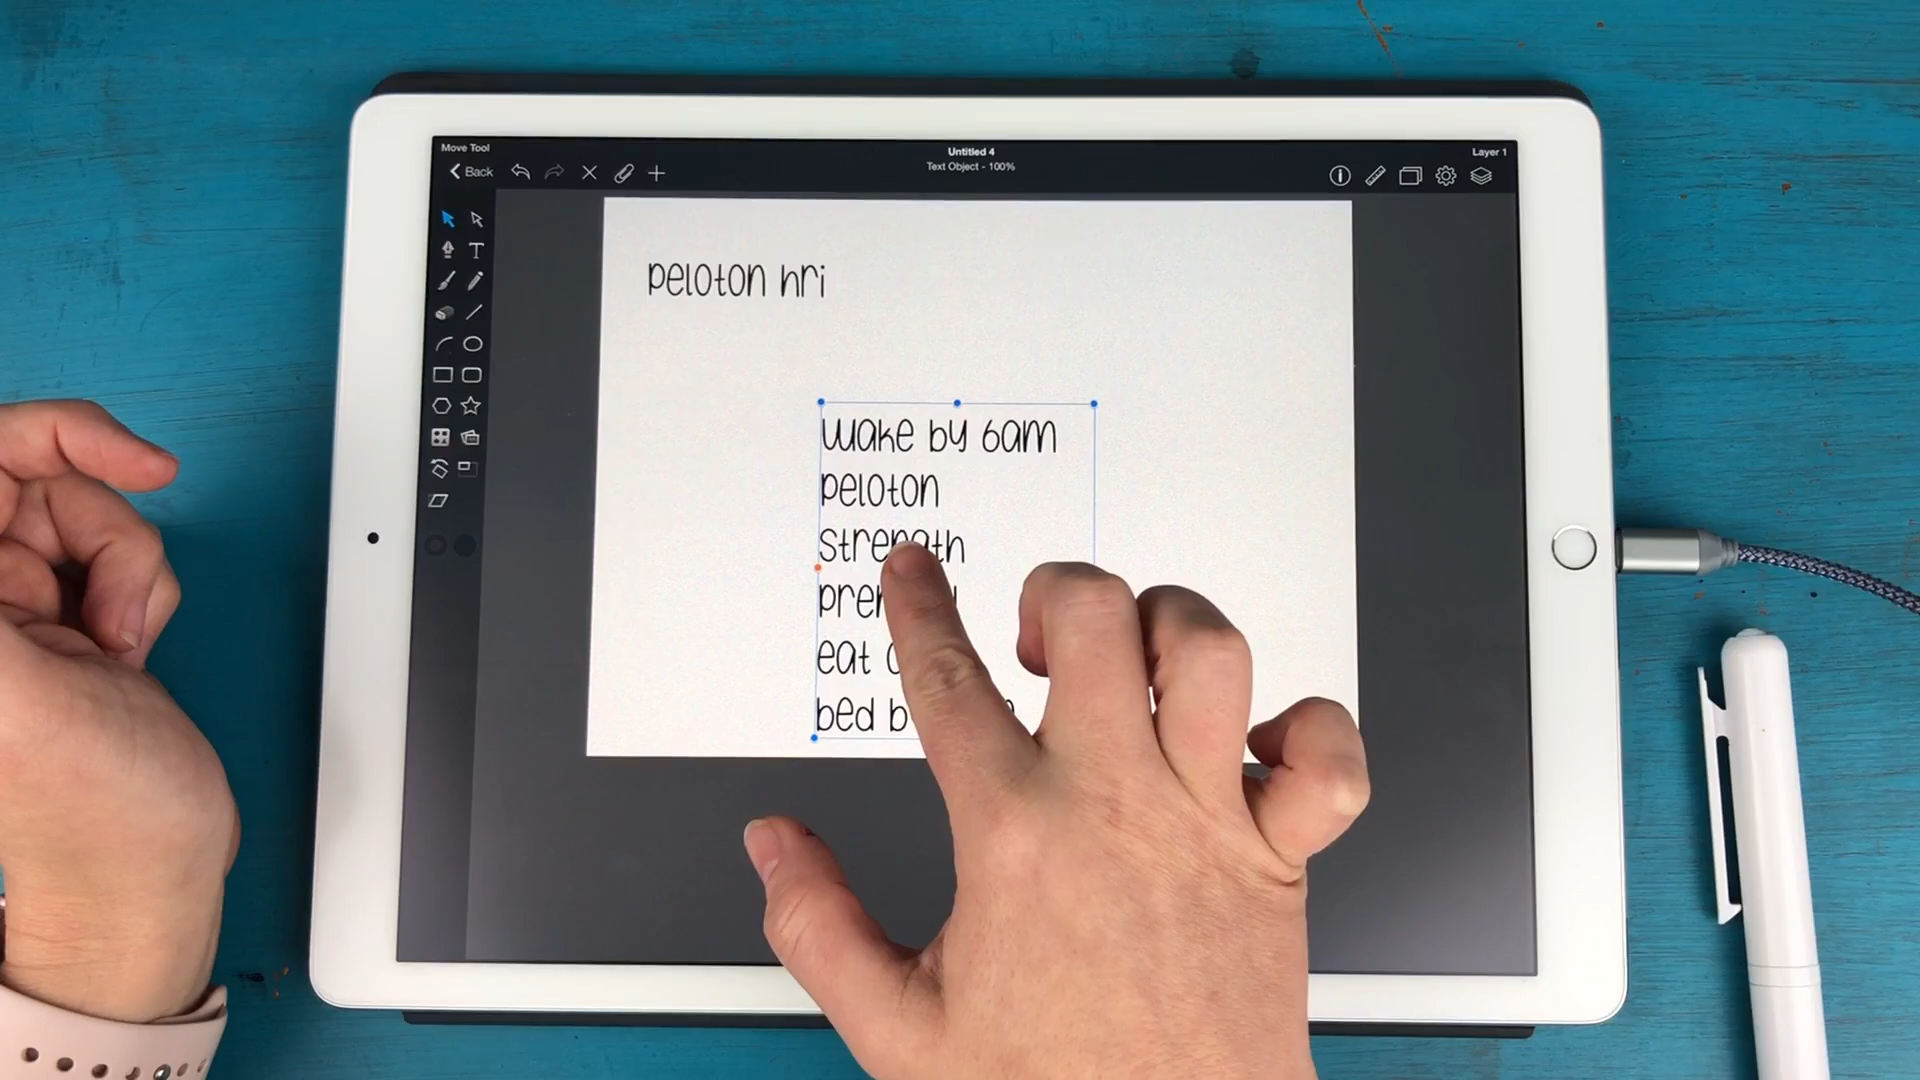 Move Tool
Untitled 4
Layer 1
Back
Text Object - 100%
T
peloton hri
wake by 6am
peloton
strength
eat
bed